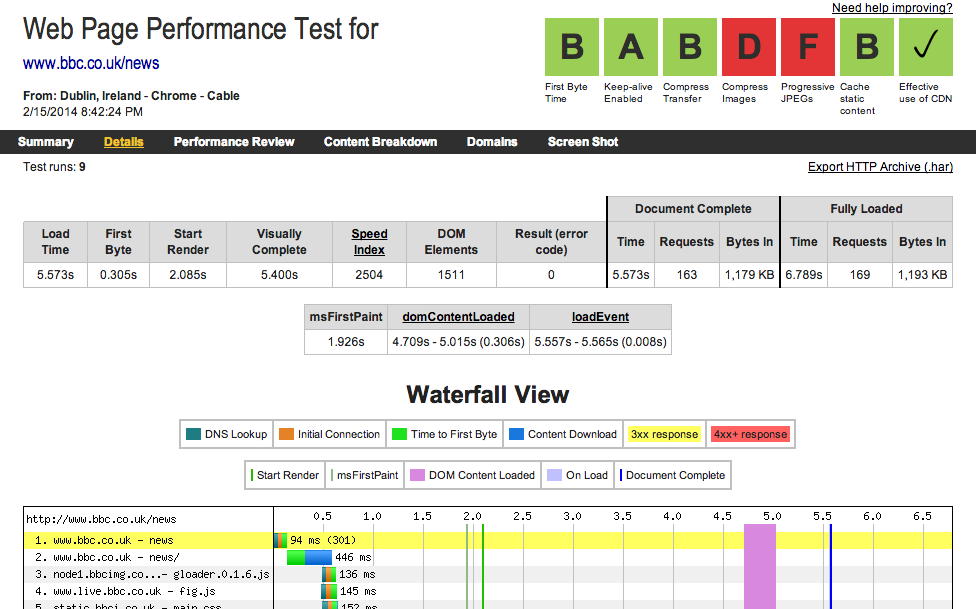 Need help improving?
Web Page Performance Test for
www.bbc.co.uk/news
From: Dublin, Ireland - Chrome - Cable
2/15/2014 8:42:24 PM
B A B D F B ✓
First Byte Time
Keep-alive Enabled
Compress Transfer
Compress Images
Progressive JPEGs
Cache static content
Effective use of CDN
Summary Details Performance Review Content Breakdown Domains Screen Shot
Test runs: 9
Export HTTP Archive (.har)
Document Complete Fully Loaded
Load Time First Byte Start Render Visually Complete Speed Index DOM Elements Result (error code) Time Requests Bytes In Time Requests Bytes In
5.573s 0.305s 2.085s 5.400s 2504 1511 0 5.573s 163 1,179 KB 6.789s 169 1,193 KB
msFirstPaint domContentLoaded loadEvent
1.926s 4.709s - 5.015s (0.306s) 5.557s - 5.565s (0.008s)
Waterfall View
DNS Lookup Initial Connection Time to First Byte Content Download 3xx response 4xx+ response
Start Render msFirstPaint DOM Content Loaded On Load Document Complete
http://www.bbc.co.uk/news 0.5 1.0 1.5 2.0 2.5 3.0 3.5 4.0 4.5 5.0 5.5 6.0 6.5
1. www.bbc.co.uk - news 94 ms (301)
2. www.bbc.co.uk - news/ 446 ms
3. node1.bbcimg.co...- gloader.0.1.6.js 136 ms
4. www.live.bbc.co.uk - fig.js 145 ms
5. static.bbci.co.uk - main.css 152 ms